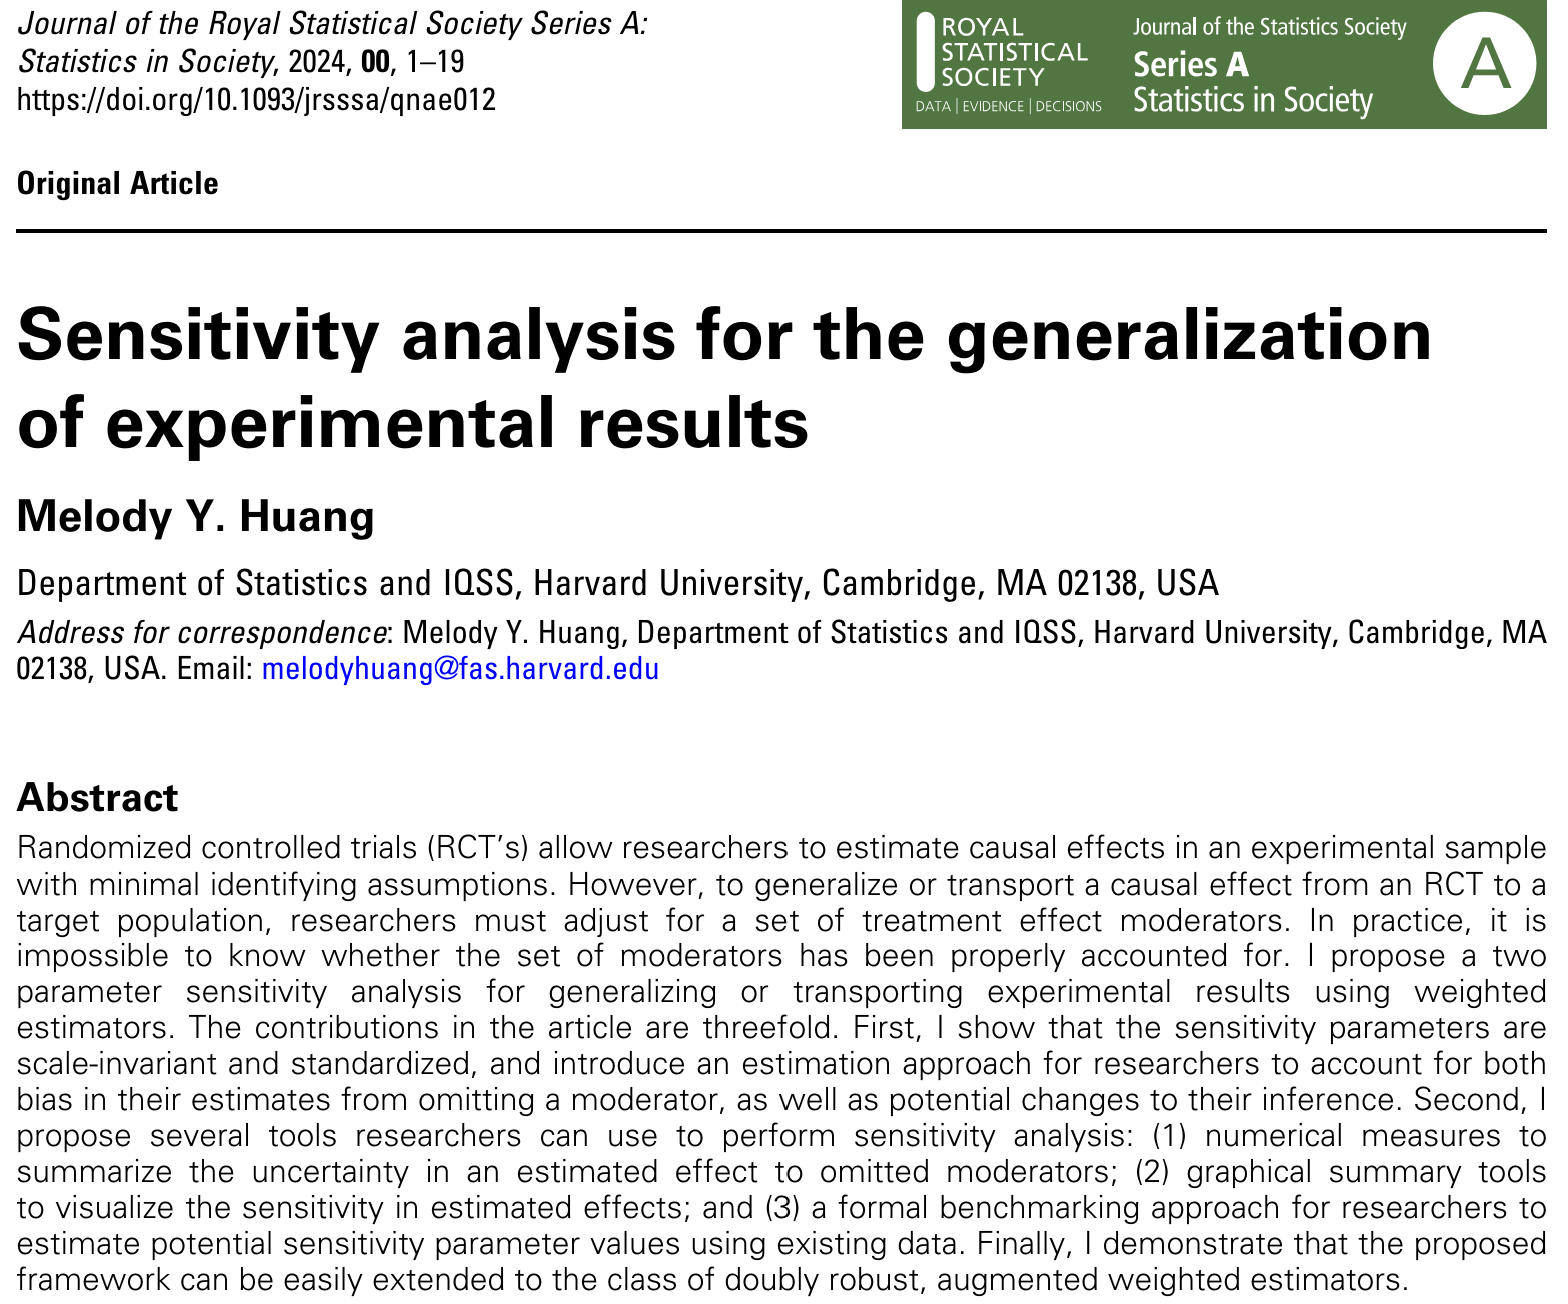 Journal of the Royal Statistical Society Series A:
Statistics in Society, 2024, 00, 1–19
https://doi.org/10.1093/jrsssa/qnae012
ROYAL
STATISTICAL
SOCIETY
DATA | EVIDENCE | DECISIONS
Journal of the Statistics Society
Series A
Statistics in Society
A
Original Article
Sensitivity analysis for the generalization
of experimental results
Melody Y. Huang
Department of Statistics and IQSS, Harvard University, Cambridge, MA 02138, USA
Address for correspondence: Melody Y. Huang, Department of Statistics and IQSS, Harvard University, Cambridge, MA
02138, USA. Email: melodyhuang@fas.harvard.edu
Abstract
Randomized controlled trials (RCT’s) allow researchers to estimate causal effects in an experimental sample
with minimal identifying assumptions. However, to generalize or transport a causal effect from an RCT to a
target population, researchers must adjust for a set of treatment effect moderators. In practice, it is
impossible to know whether the set of moderators has been properly accounted for. I propose a two
parameter sensitivity analysis for generalizing or transporting experimental results using weighted
estimators. The contributions in the article are threefold. First, I show that the sensitivity parameters are
scale-invariant and standardized, and introduce an estimation approach for researchers to account for both
bias in their estimates from omitting a moderator, as well as potential changes to their inference. Second, I
propose several tools researchers can use to perform sensitivity analysis: (1) numerical measures to
summarize the uncertainty in an estimated effect to omitted moderators; (2) graphical summary tools
to visualize the sensitivity in estimated effects; and (3) a formal benchmarking approach for researchers to
estimate potential sensitivity parameter values using existing data. Finally, I demonstrate that the proposed
framework can be easily extended to the class of doubly robust, augmented weighted estimators.